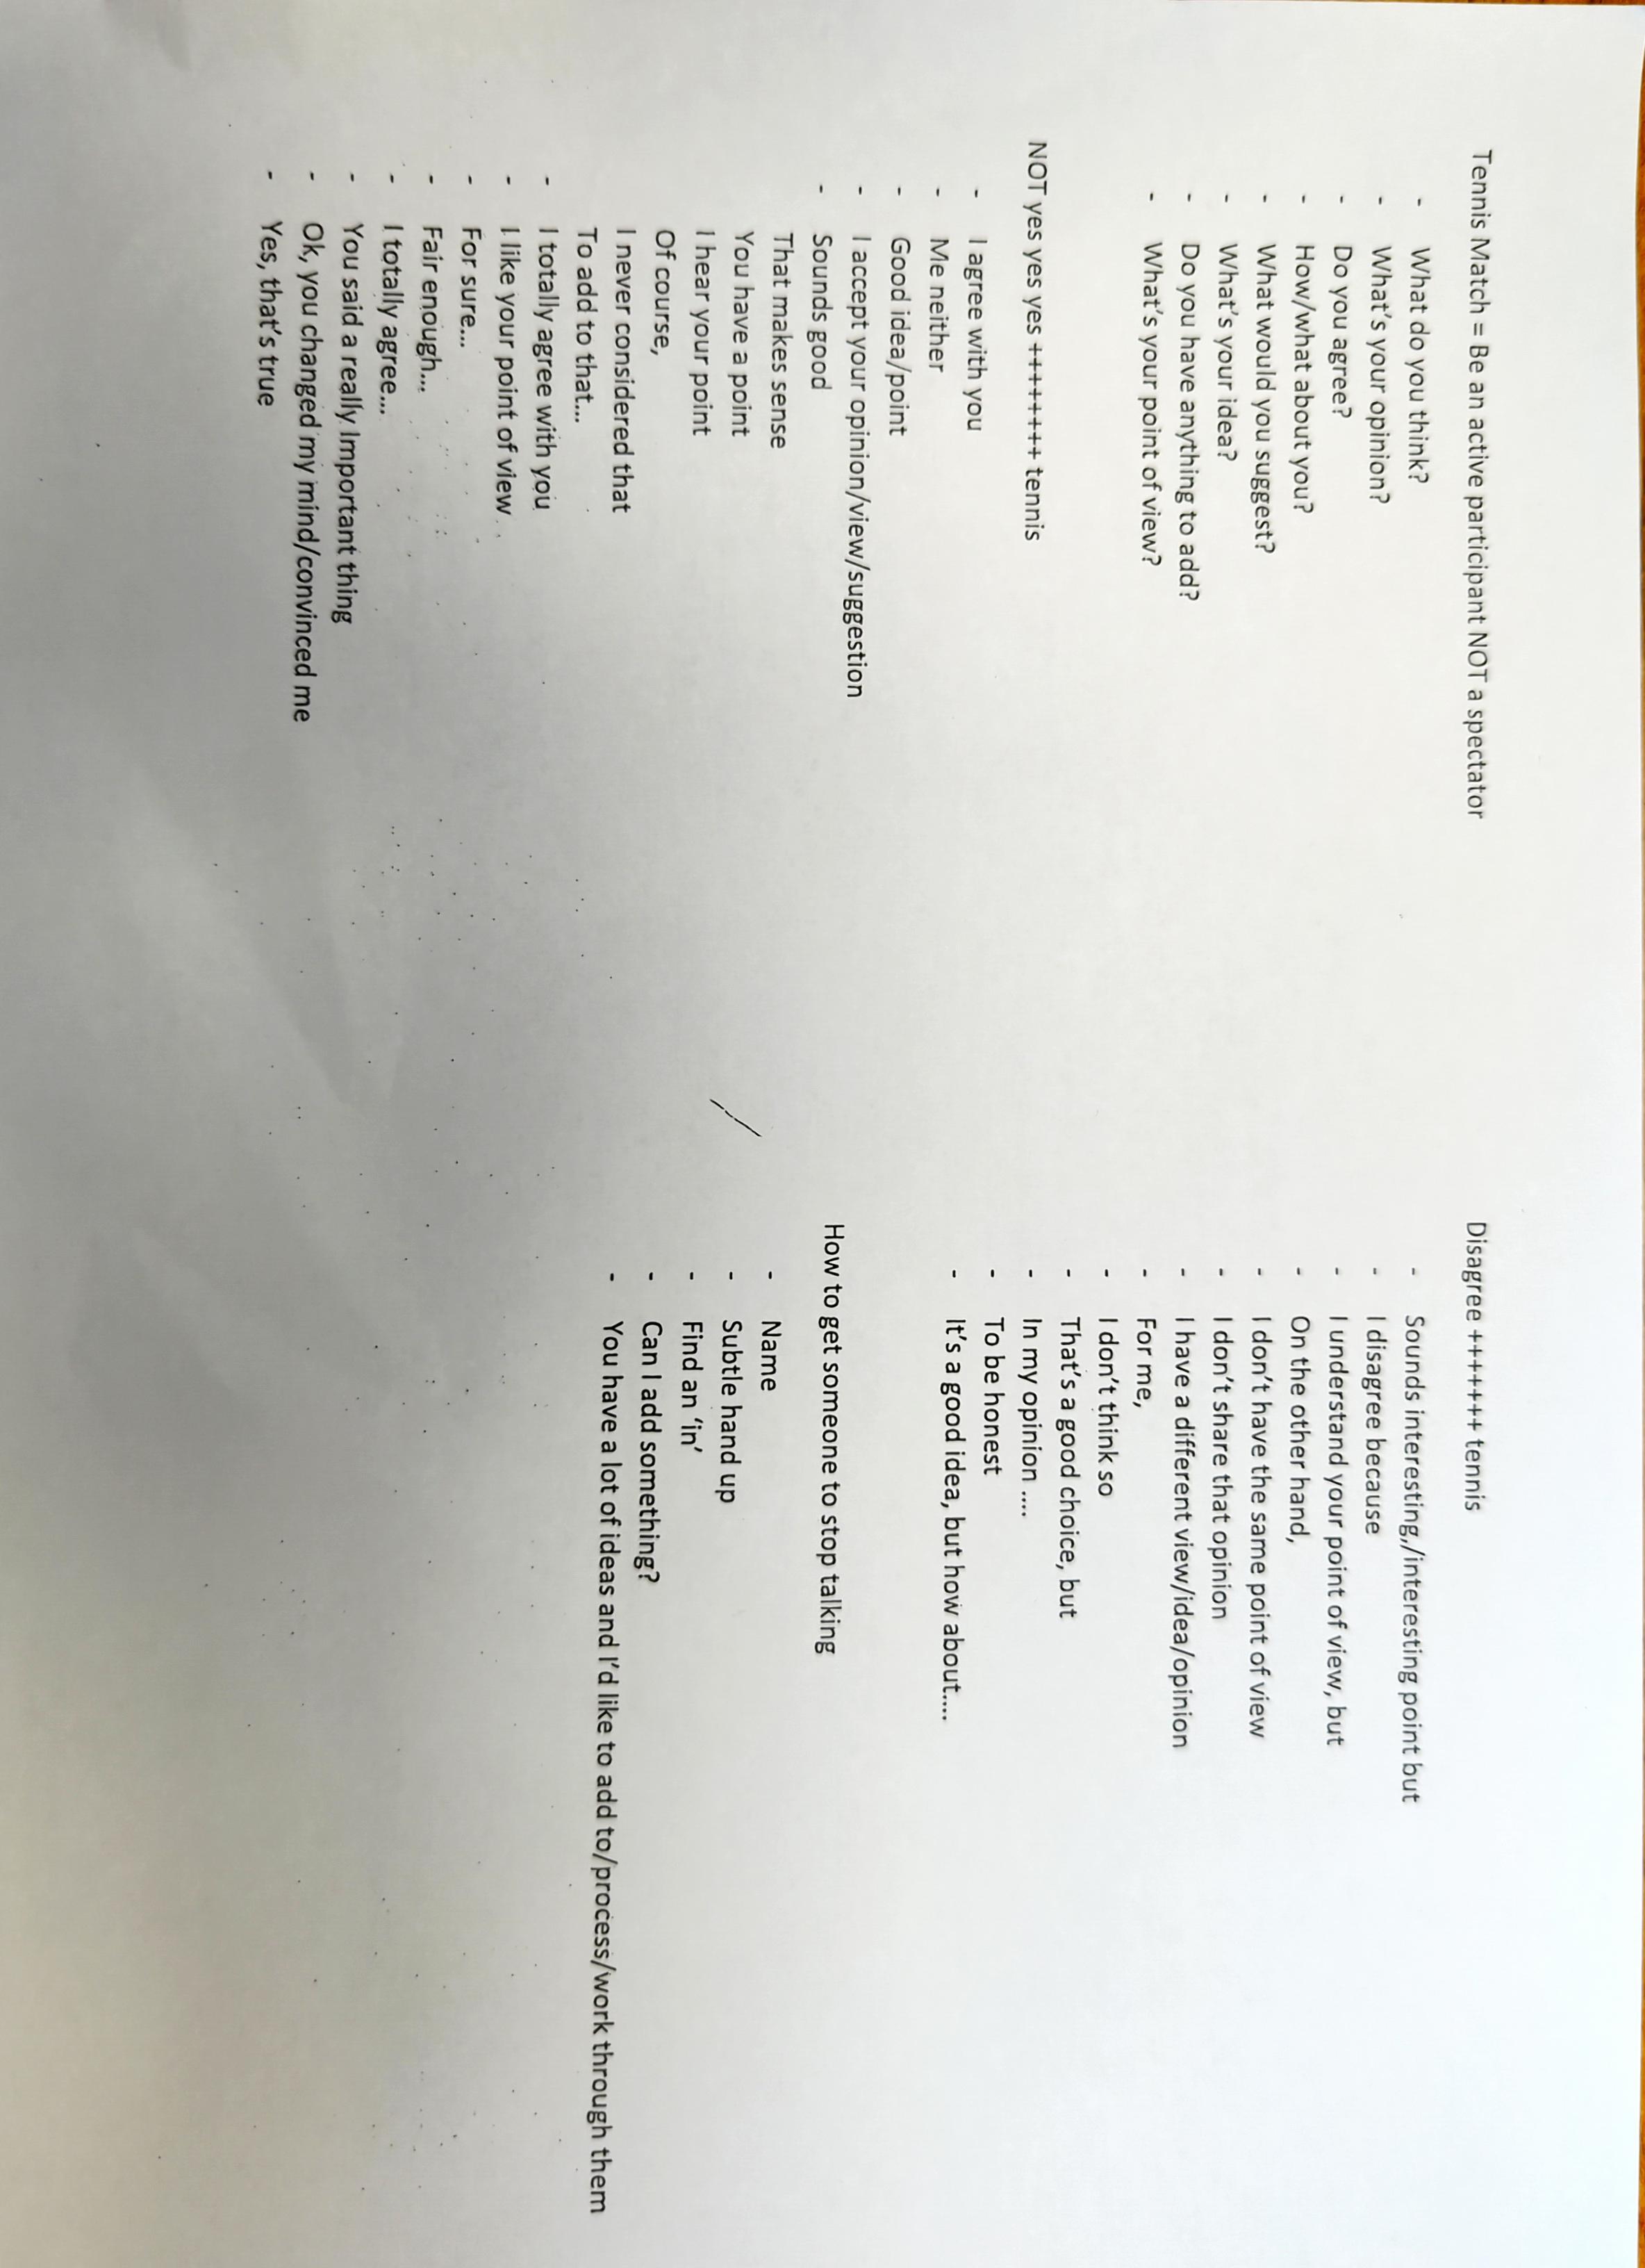 Tennis Match = Be an active participant NOT a spectator
- What do you think?
- What's your opinion?
- Do you agree?
- How/what about you?
- What would you suggest?
- What's your idea?
- Do you have anything to add?
- What's your point of view?
NOT yes yes yes yes ++++++++ tennis
- I agree with you
- Me neither
- Good idea/point
- I accept your opinion/view/suggestion
- Sounds good
That makes sense
You have a point
I hear your point
Of course,
I never considered that
To add to that...
- I totally agree with you
- I like your point of view
- For sure...
- Fair enough...
- I totally agree...
- You said a really Important thing
- Ok, you changed my mind/convinced me
- Yes, that's true
Disagree +++++++ tennis
- Sounds interesting,/interesting point but
- I disagree because
- I understand your point of view, but
- On the other hand,
- I don't have the same point of view
- I don't share that opinion
- I have a different view/idea/opinion
- For me,
- I don't think so
- That's a good choice, but
- In my opinion ....
- To be honest
- It's a good idea, but how about....
How to get someone to stop talking
- Name
- Subtle hand up
- Find an 'in'
- Can I add something?
- You have a lot of ideas and I'd like to add to/process/work through them